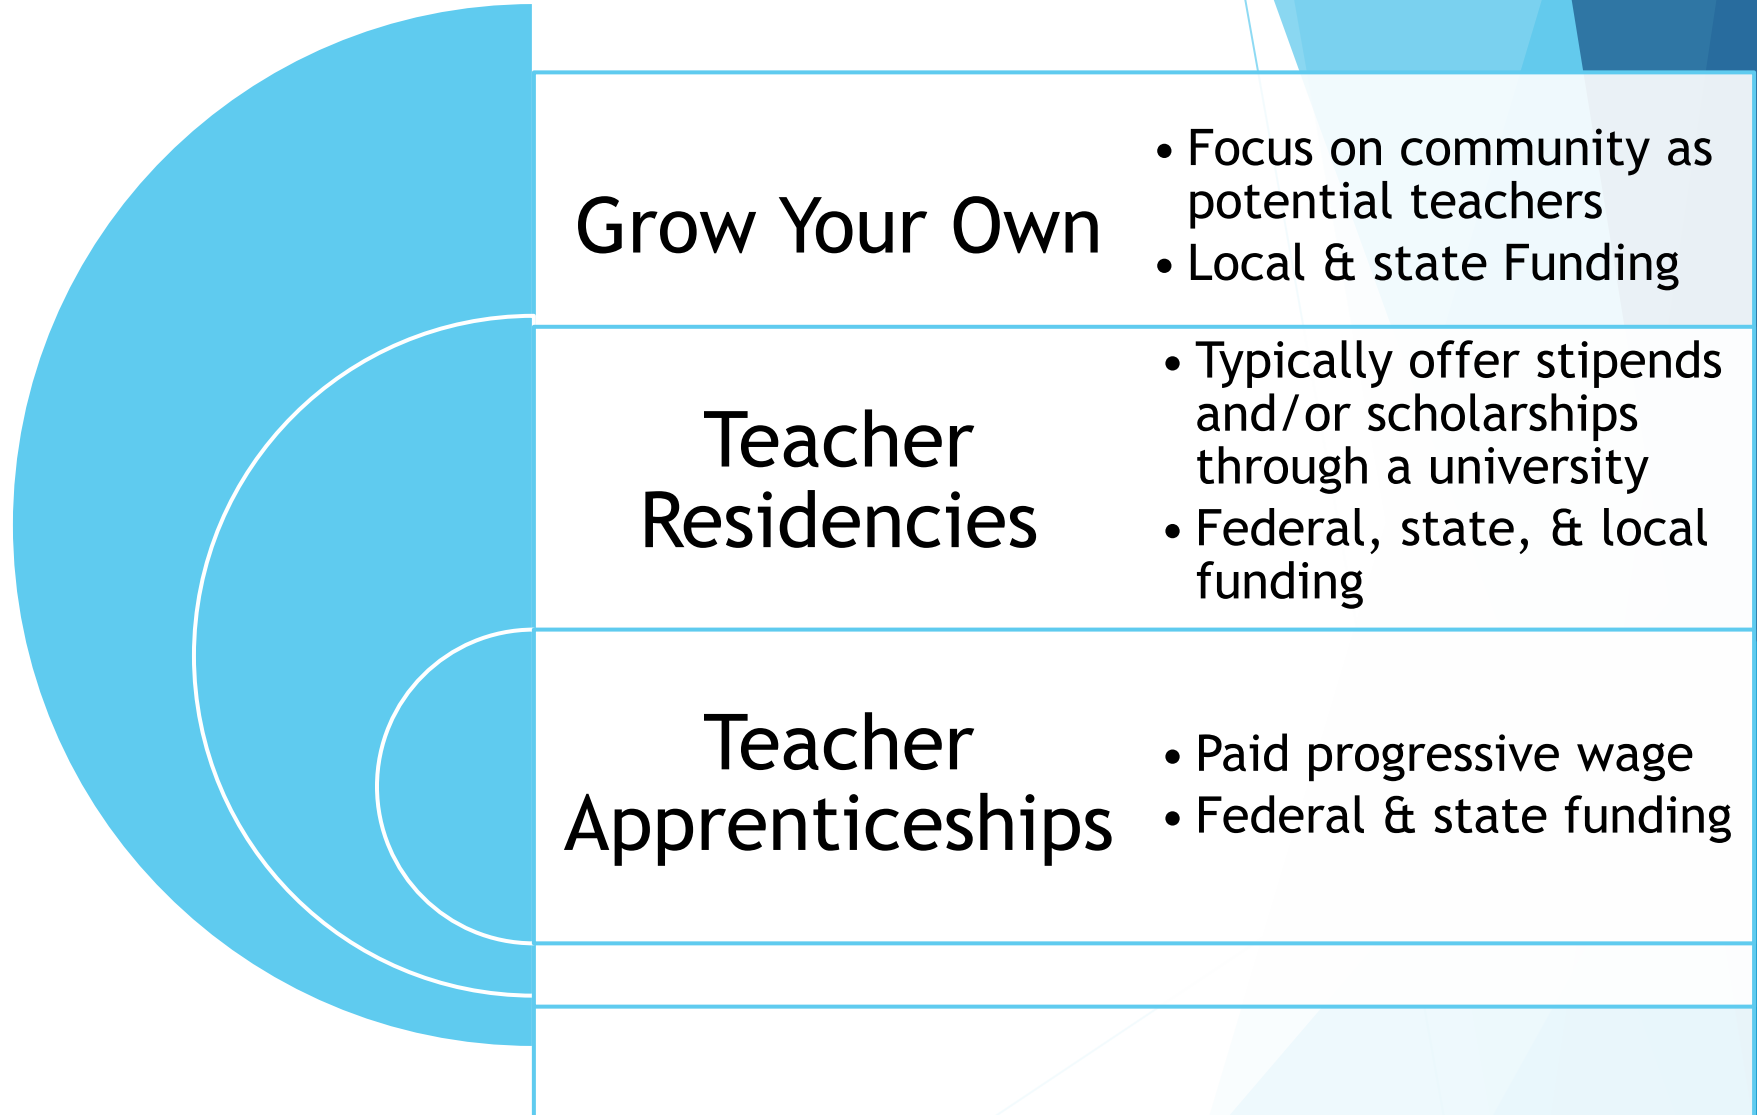 Grow Your Own
• Focus on community as
potential teachers
• Local & state Funding
Teacher
Residencies
• Typically offer stipends
and/or scholarships
through a university
• Federal, state, & local
funding
Teacher
Apprenticeships
• Paid progressive wage
• Federal & state funding